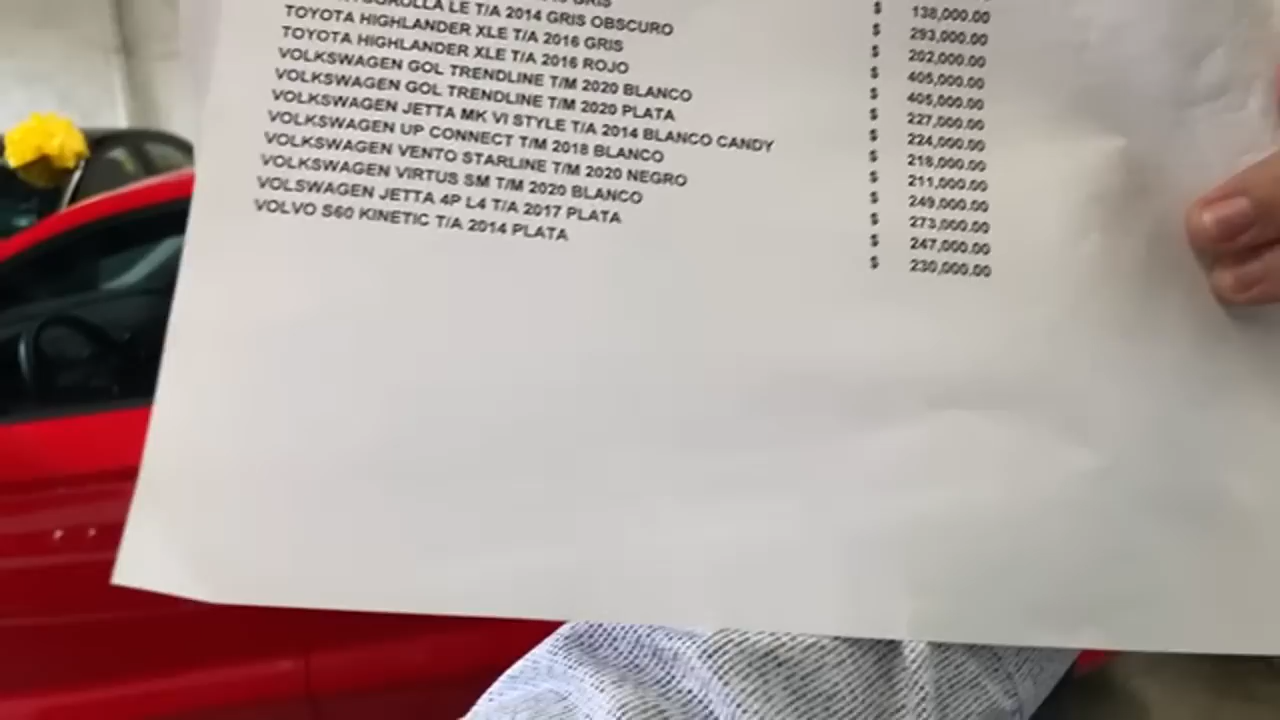 $ 138,000.00
GRIS 293,000.00
LE T/A 2014 GRIS OBSCURO $ 202,000.00
TOYOTA HIGHLANDER XLE T/A 2016 GRIS $ 405,000.00
TOYOTA HIGHLANDER XLE T/A 2016 ROJO $ 405,000.00
VOLKSWAGEN GOL TRENDLINE T/M 2020 BLANCO $ 227,000.00
VOLKSWAGEN GOL TRENDLINE T/M 2020 PLATA $ 224,000.00
VOLKSWAGEN JETTA MK VI STYLE T/A 2014 BLANCO CANDY $ 218,000.00
VOLKSWAGEN UP CONNECT T/M 2018 BLANCO $ 211,000.00
VOLKSWAGEN VENTO STARLINE T/M 2020 NEGRO $ 249,000.00
VOLKSWAGEN VIRTUS SM T/M 2020 BLANCO $ 273,000.00
VOLSWAGEN JETTA 4P L4 T/A 2017 PLATA $ 247,000.00
VOLVO S60 KINETIC T/A 2014 PLATA $ 230,000.00